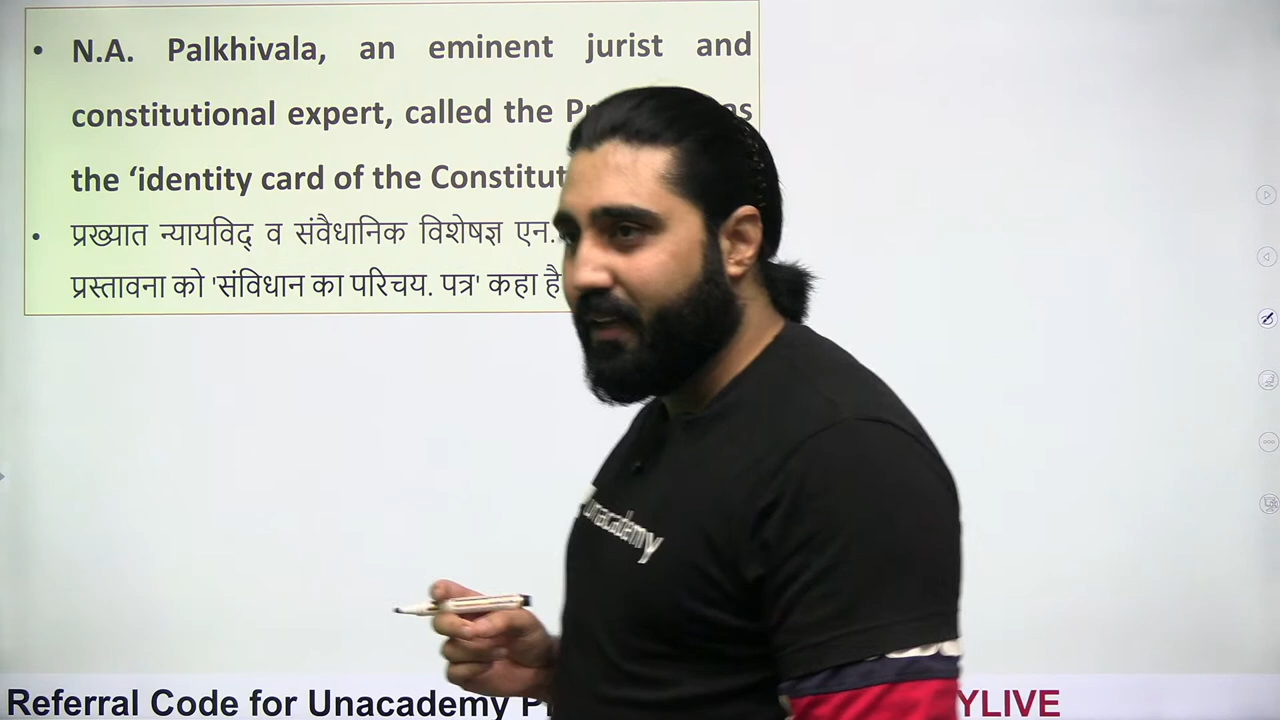 • N.A. Palkhivala, an eminent jurist and
constitutional expert, called the as
the ‘identity card of the
• प्रख्यात न्यायविद् व संवैधानिक विशेषज्ञ एन.
प्रस्तावना को 'संविधान का परिचय. पत्र' कहा है
unacademy
Referral Code for Unacademy YLIVE